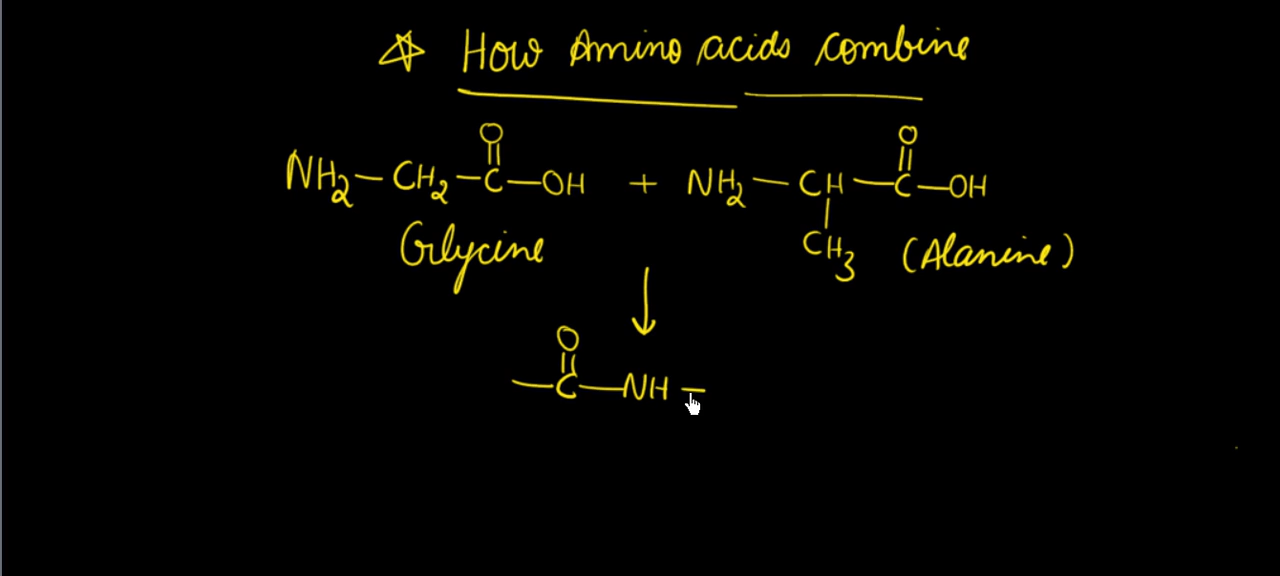 ☆ How Amino acids combine
O O
NH2 – CH2 – C – OH + NH2 – CH – C – OH
Glycine CH3 (Alanine)
O
– C – NH –